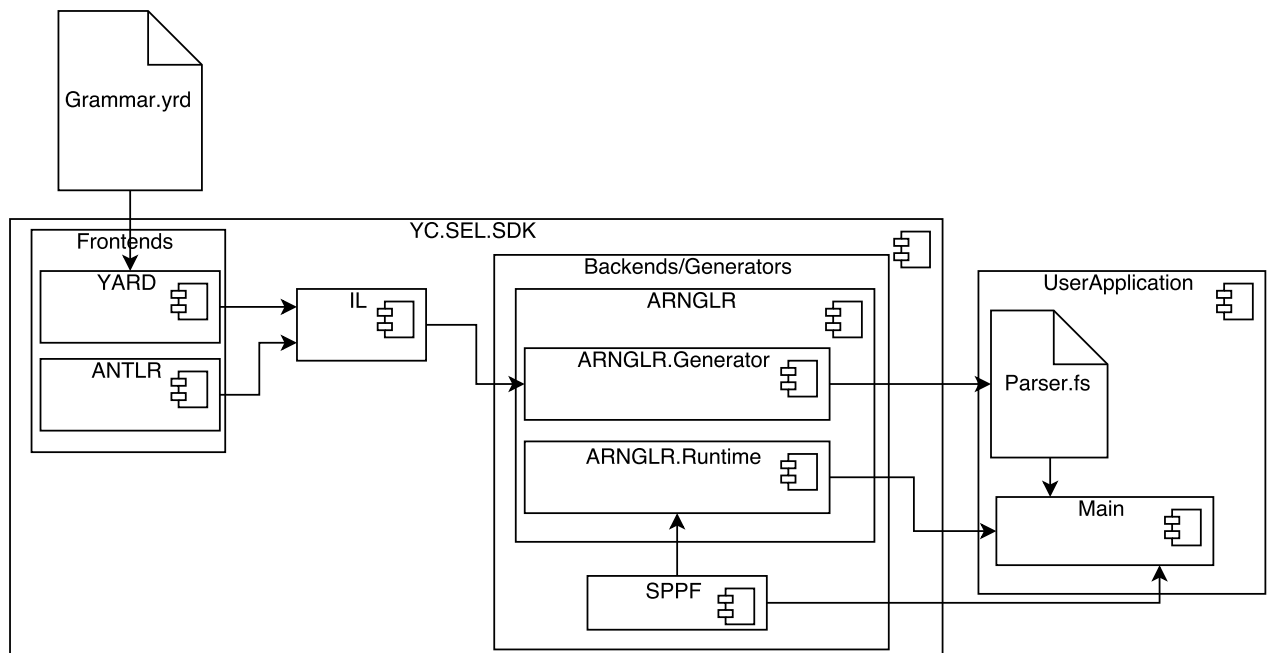 Grammar.yrd
YC.SEL.SDK
Frontends
YARD
ANTLR
IL
Backends/Generators
ARNGLR
ARNGLR.Generator
ARNGLR.Runtime
SPPF
UserApplication
Parser.fs
Main